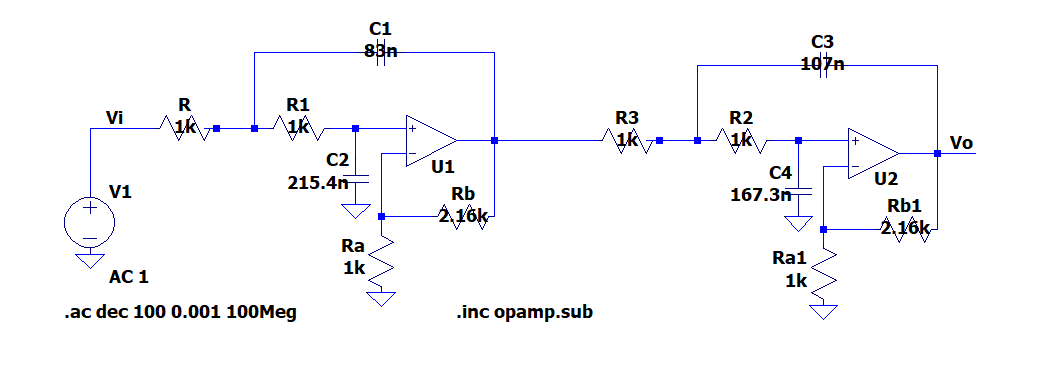 C1
83n
C3
107n
Vi
R
1k
R1
1k
C2
215.4n
U1
R3
1k
R2
1k
C4
167.3n
U2
Vo
V1
AC 1
Rb
2.16k
Ra
1k
Rb1
2.16k
Ra1
1k
.ac dec 100 0.001 100Meg
.inc opamp.sub